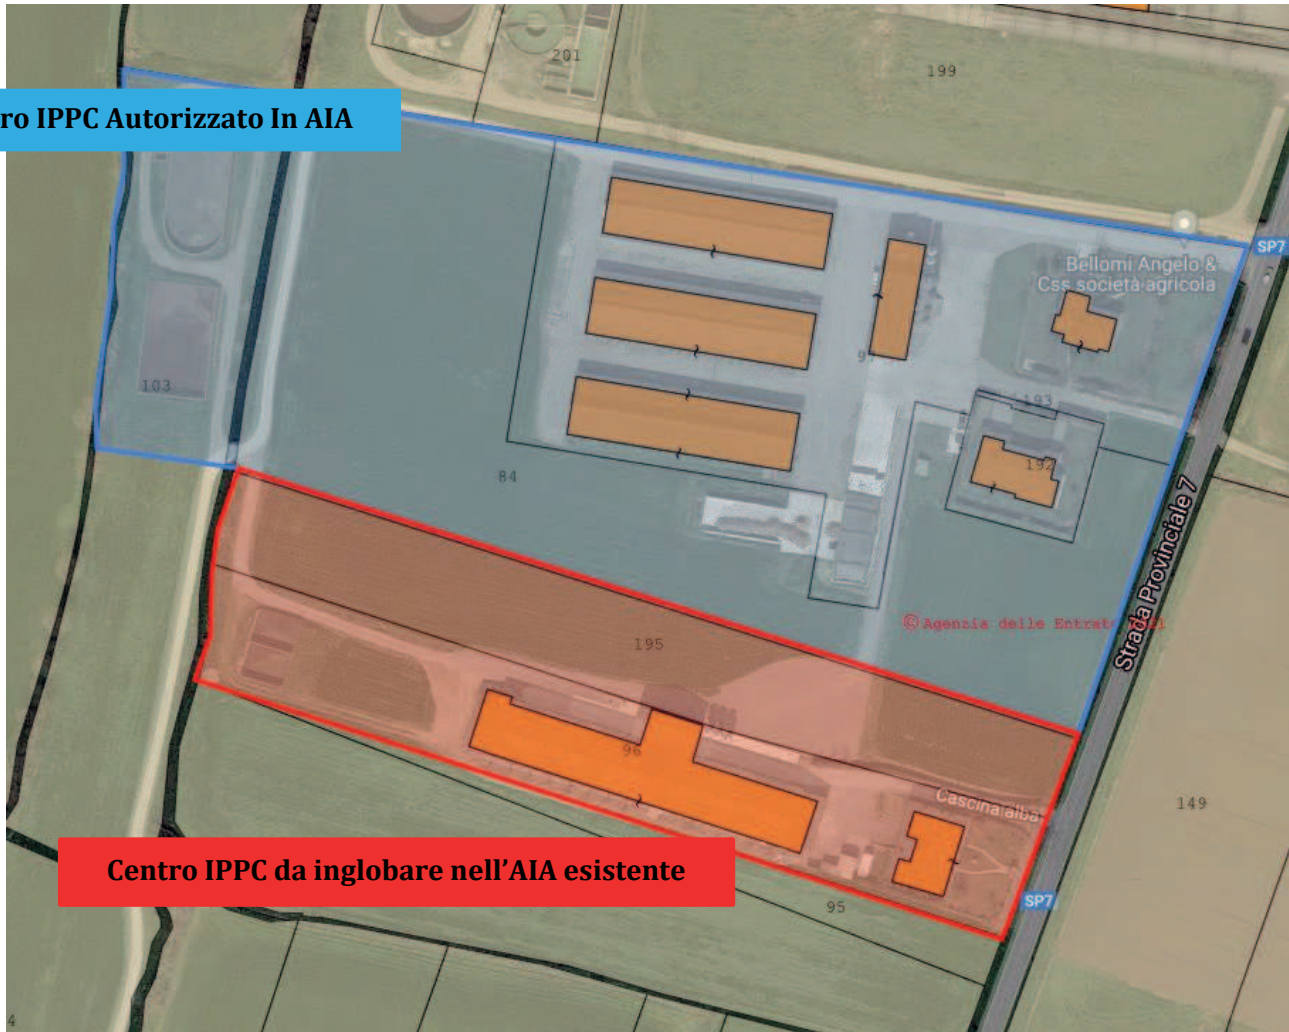 201
199
ro IPPC Autorizzato In AIA
SP7
Bellomi Angelo &
Css società agricola
103
193
192
84
Strada Provinciale 7
© Agenzia delle Entrate
195
96
Cascina alba
149
Centro IPPC da inglobare nell'AIA esistente
SP7
95
4